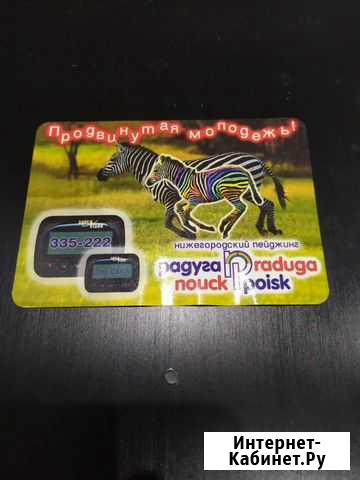 Продвинутая молодежь!
335-222
нижегородский пейджинг
радуга raduga
поиск poisk
Интернет-
Кабинет.Ру